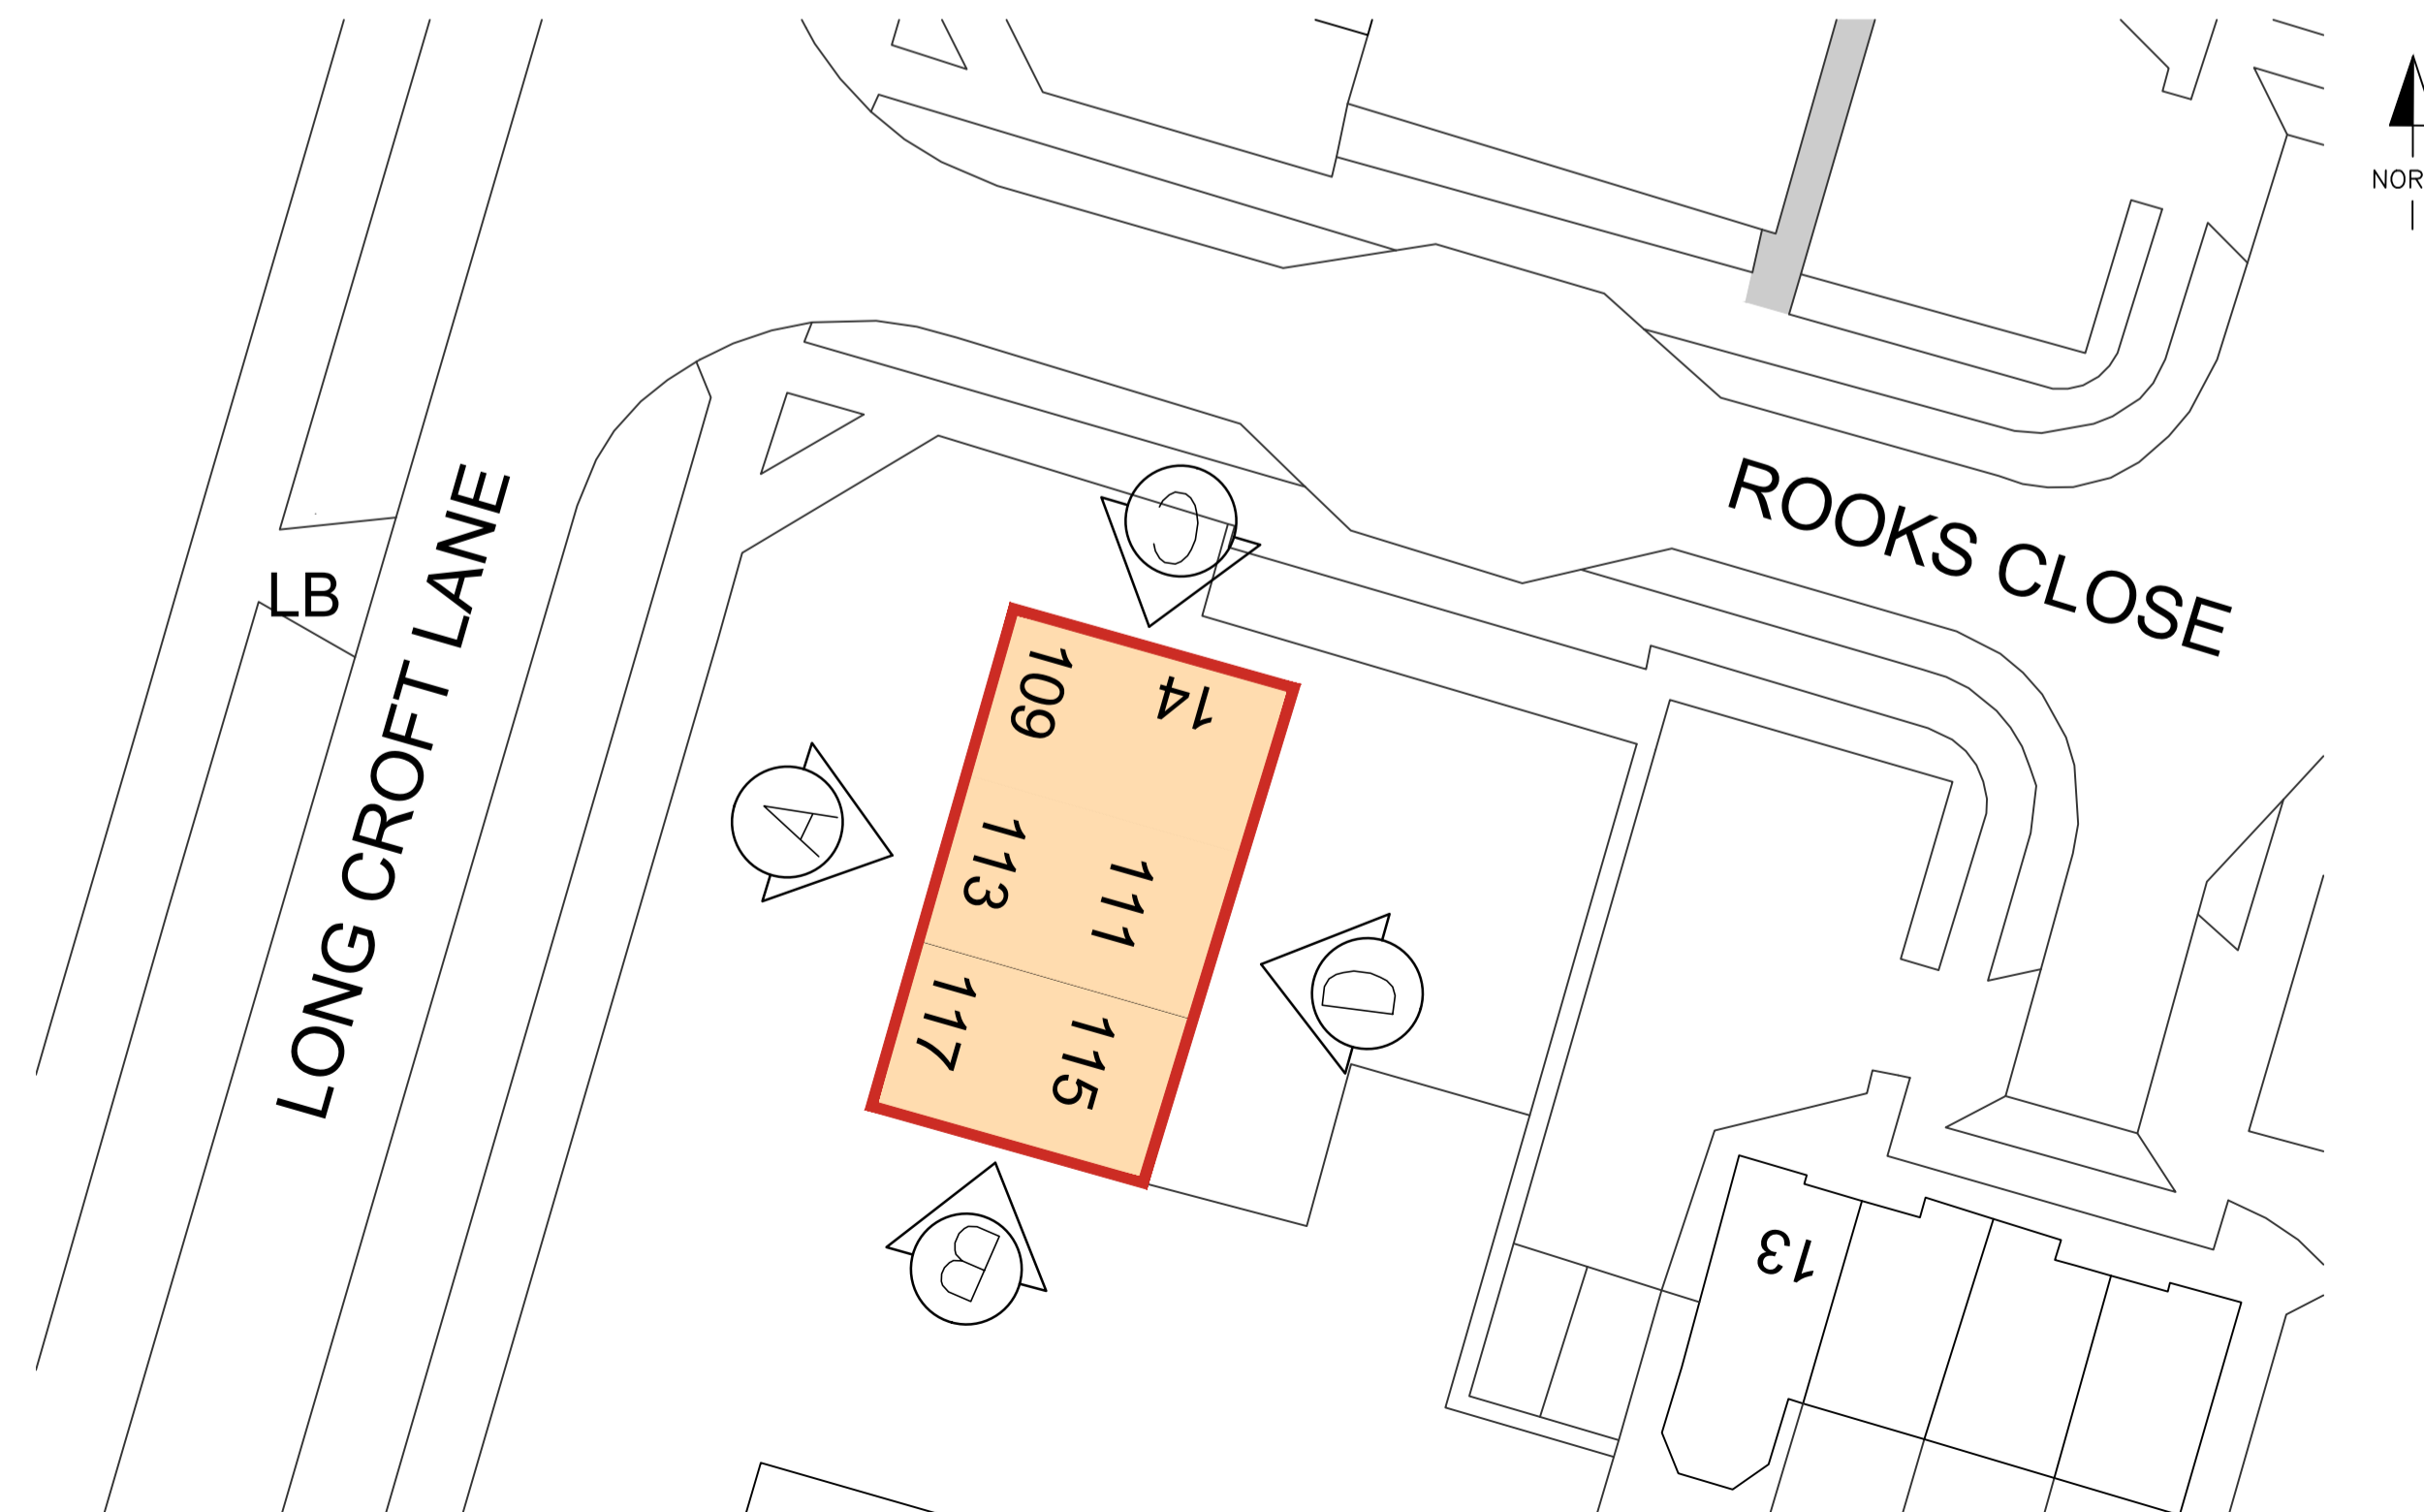 NOR
ROOKS CLOSE
LONG CROFT LANE
LB
C
109
14
A
113
111
D
117
115
B
13